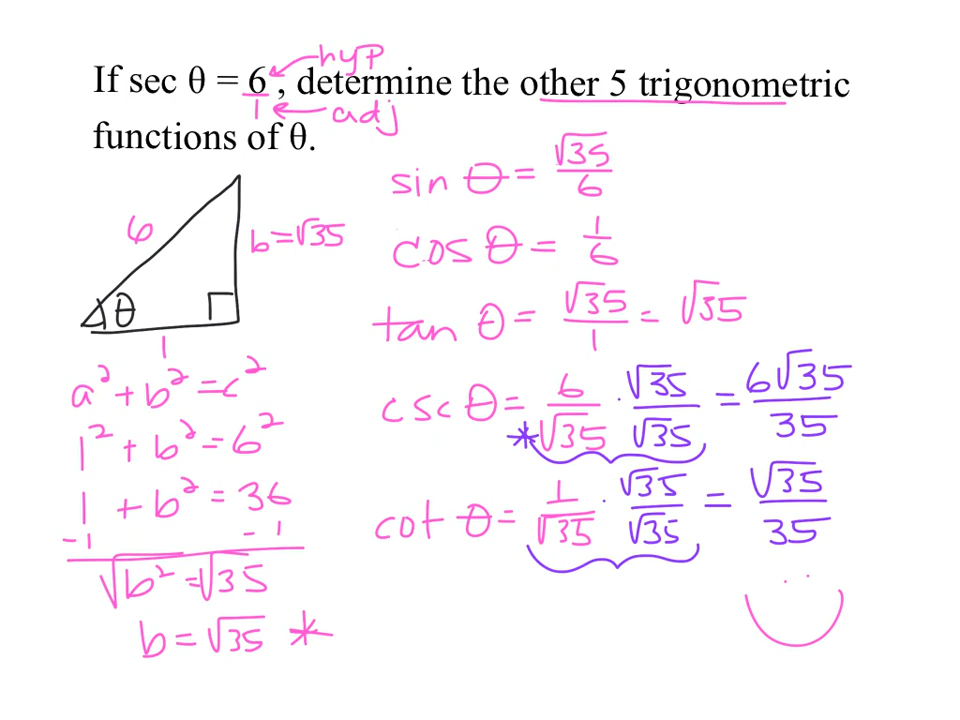 hyp
If sec θ = 6/1, determine the other 5 trigonometric
adj
functions of θ.
6
b=√35
θ
1
a²+b²=c²
1²+b²=6²
1+b²=36
-1 -1
√b²=√35
b=√35 *
sin θ = √35/6
cos θ = 1/6
tan θ = √35/1 = √35
csc θ = 6/√35 · √35/√35 = 6√35/35
*
cot θ = 1/√35 · √35/√35 = √35/35